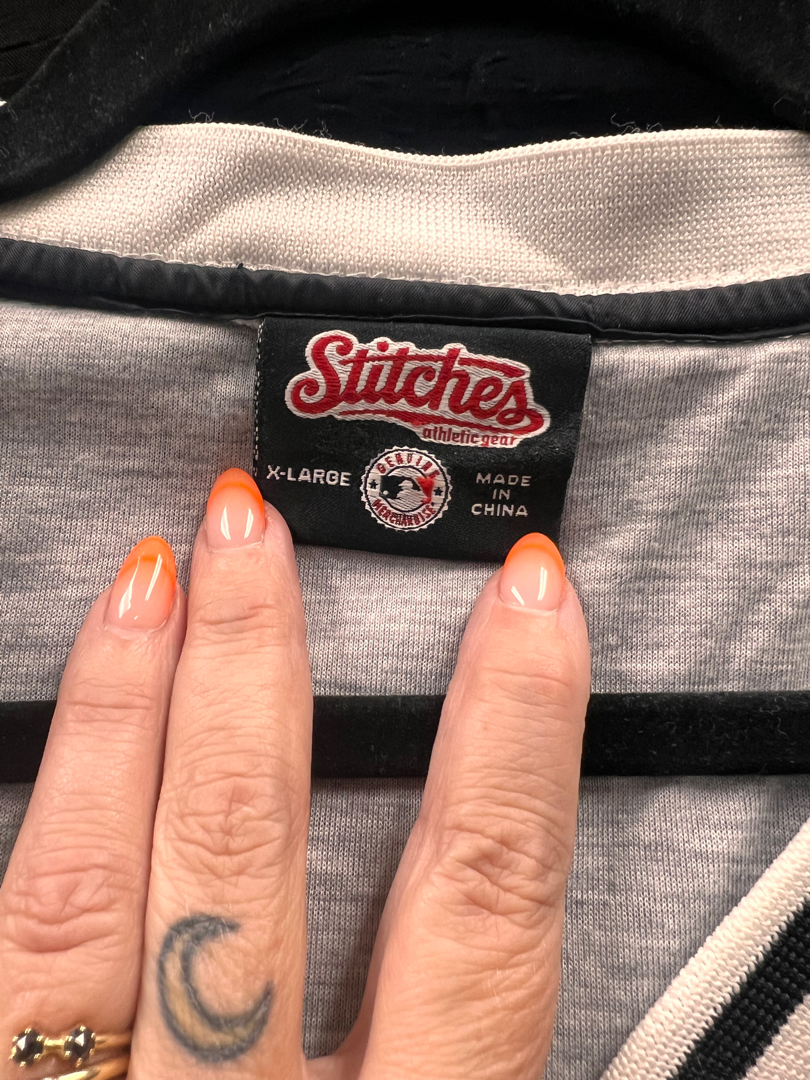 Stitches
athletic gear
X-LARGE
GENUINE
MERCHANDISE
MADE
IN
CHINA